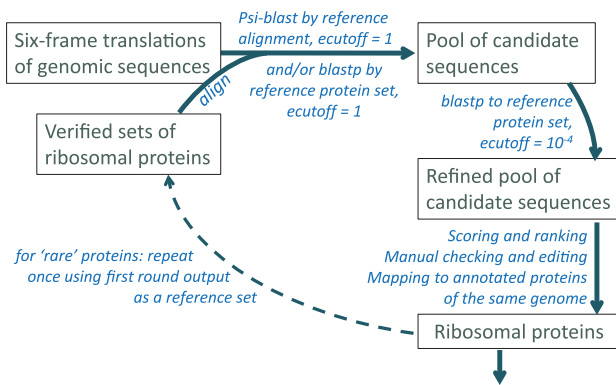 Psi-blast by reference
alignment, ecutoff = 1
Six-frame translations
of genomic sequences
Pool of candidate
sequences
and/or blastp by
reference protein set,
ecutoff = 1
align
blastp to reference
protein set,
ecutoff = 10⁻⁴
Verified sets of
ribosomal proteins
Refined pool of
candidate sequences
Scoring and ranking
Manual checking and editing
Mapping to annotated proteins
of the same genome
for ‘rare’ proteins: repeat
once using first round output
as a reference set
Ribosomal proteins